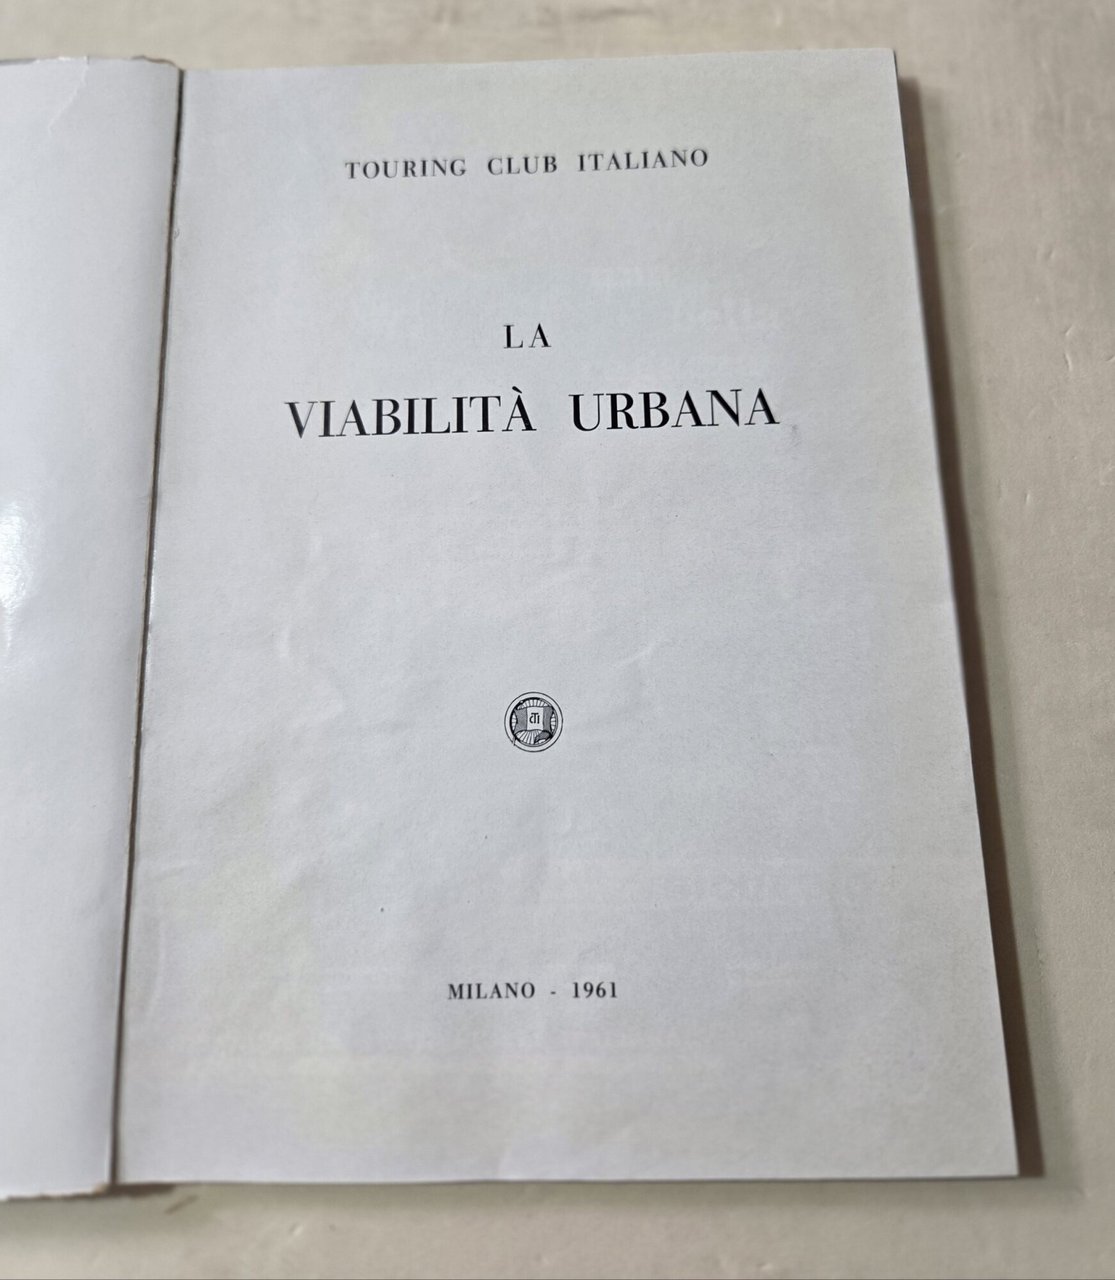 TOURING CLUB ITALIANO
LA
VIABILITÀ URBANA
MILANO - 1961